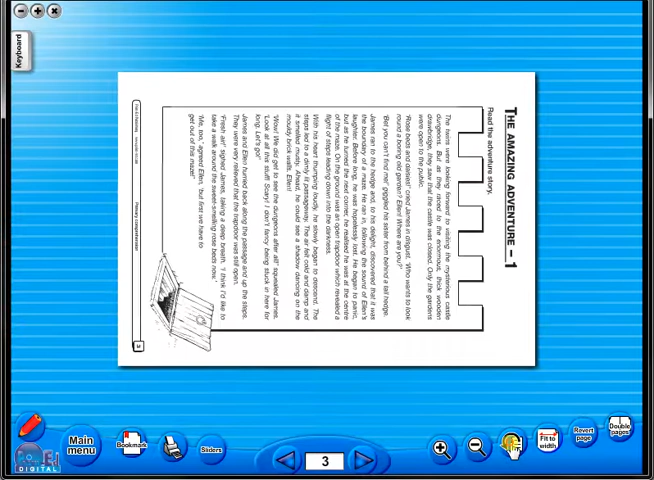 Keyboard
THE AMAZING ADVENTURE – 1
Read the adventure story.
The twins were looking forward to visiting the mysterious castle
dungeons. But as they raced to the enormous, thick wooden
drawbridge, they saw that the castle was closed. Only the gardens
were open to the public.
'Rose beds and daisies!' cried James in disgust. 'Who wants to look
round a boring old garden? Ellen! Where are you?'
'Bet you can't find me!' giggled his sister from behind a tall hedge.
James ran to the hedge and, to his delight, discovered that it was
the boundary of a maze. He ran in, following the sound of Ellen's
laughter. Before long, he was hopelessly lost. He began to panic,
but as he turned the next corner, he realised he was at the centre
of the maze. On the ground was an open trapdoor which revealed a
flight of steps leading down into the darkness.
With his heart thumping loudly, he slowly began to descend. The
steps led to a dimly lit passageway. The air felt cold and damp and
it smelled musty. Ahead, he could see a shadow dancing on the
mouldy brick walls. Ellen!
'Wow! We did get to see the dungeons after all!' squealed James.
'Look at all this stuff! Scary! I don't fancy being stuck in here for
long. Let's go!'
James and Ellen hurried back along the passage and up the steps.
They were very relieved that the trapdoor was still open.
'Fresh air!' sighed James, taking a deep breath. 'I think I'd like to
take a walk around the sweet-smelling rose beds now.'
'Me, too,' agreed Ellen, 'but first we have to
get out of this maze!'
Primary comprehension
3
Main
menu
Bookmark
Sliders
3
Fit to
width
Revert
page
Double
pages
DIGITAL